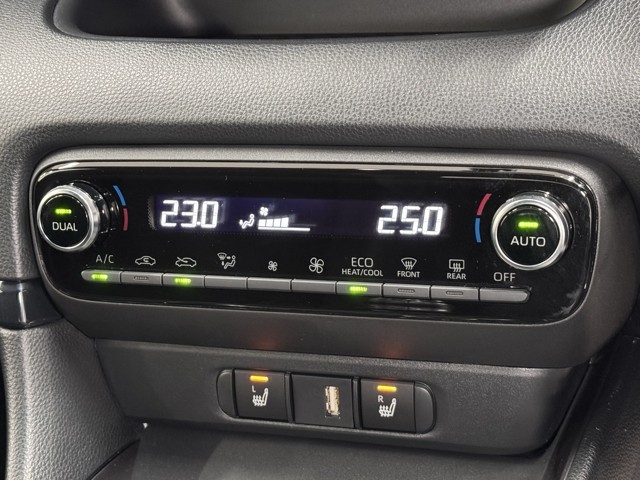 23.0 25.0
DUAL AUTO
A/C ECO HEAT/COOL FRONT REAR OFF
L R